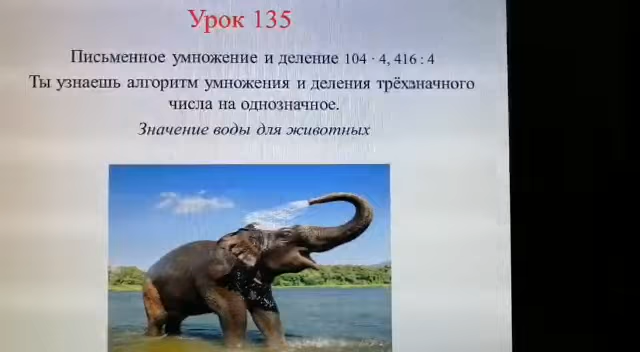 Урок 135
Письменное умножение и деление 104 · 4, 416 : 4
Ты узнаешь алгоритм умножения и деления трёхзначного
числа на однозначное.
Значение воды для животных